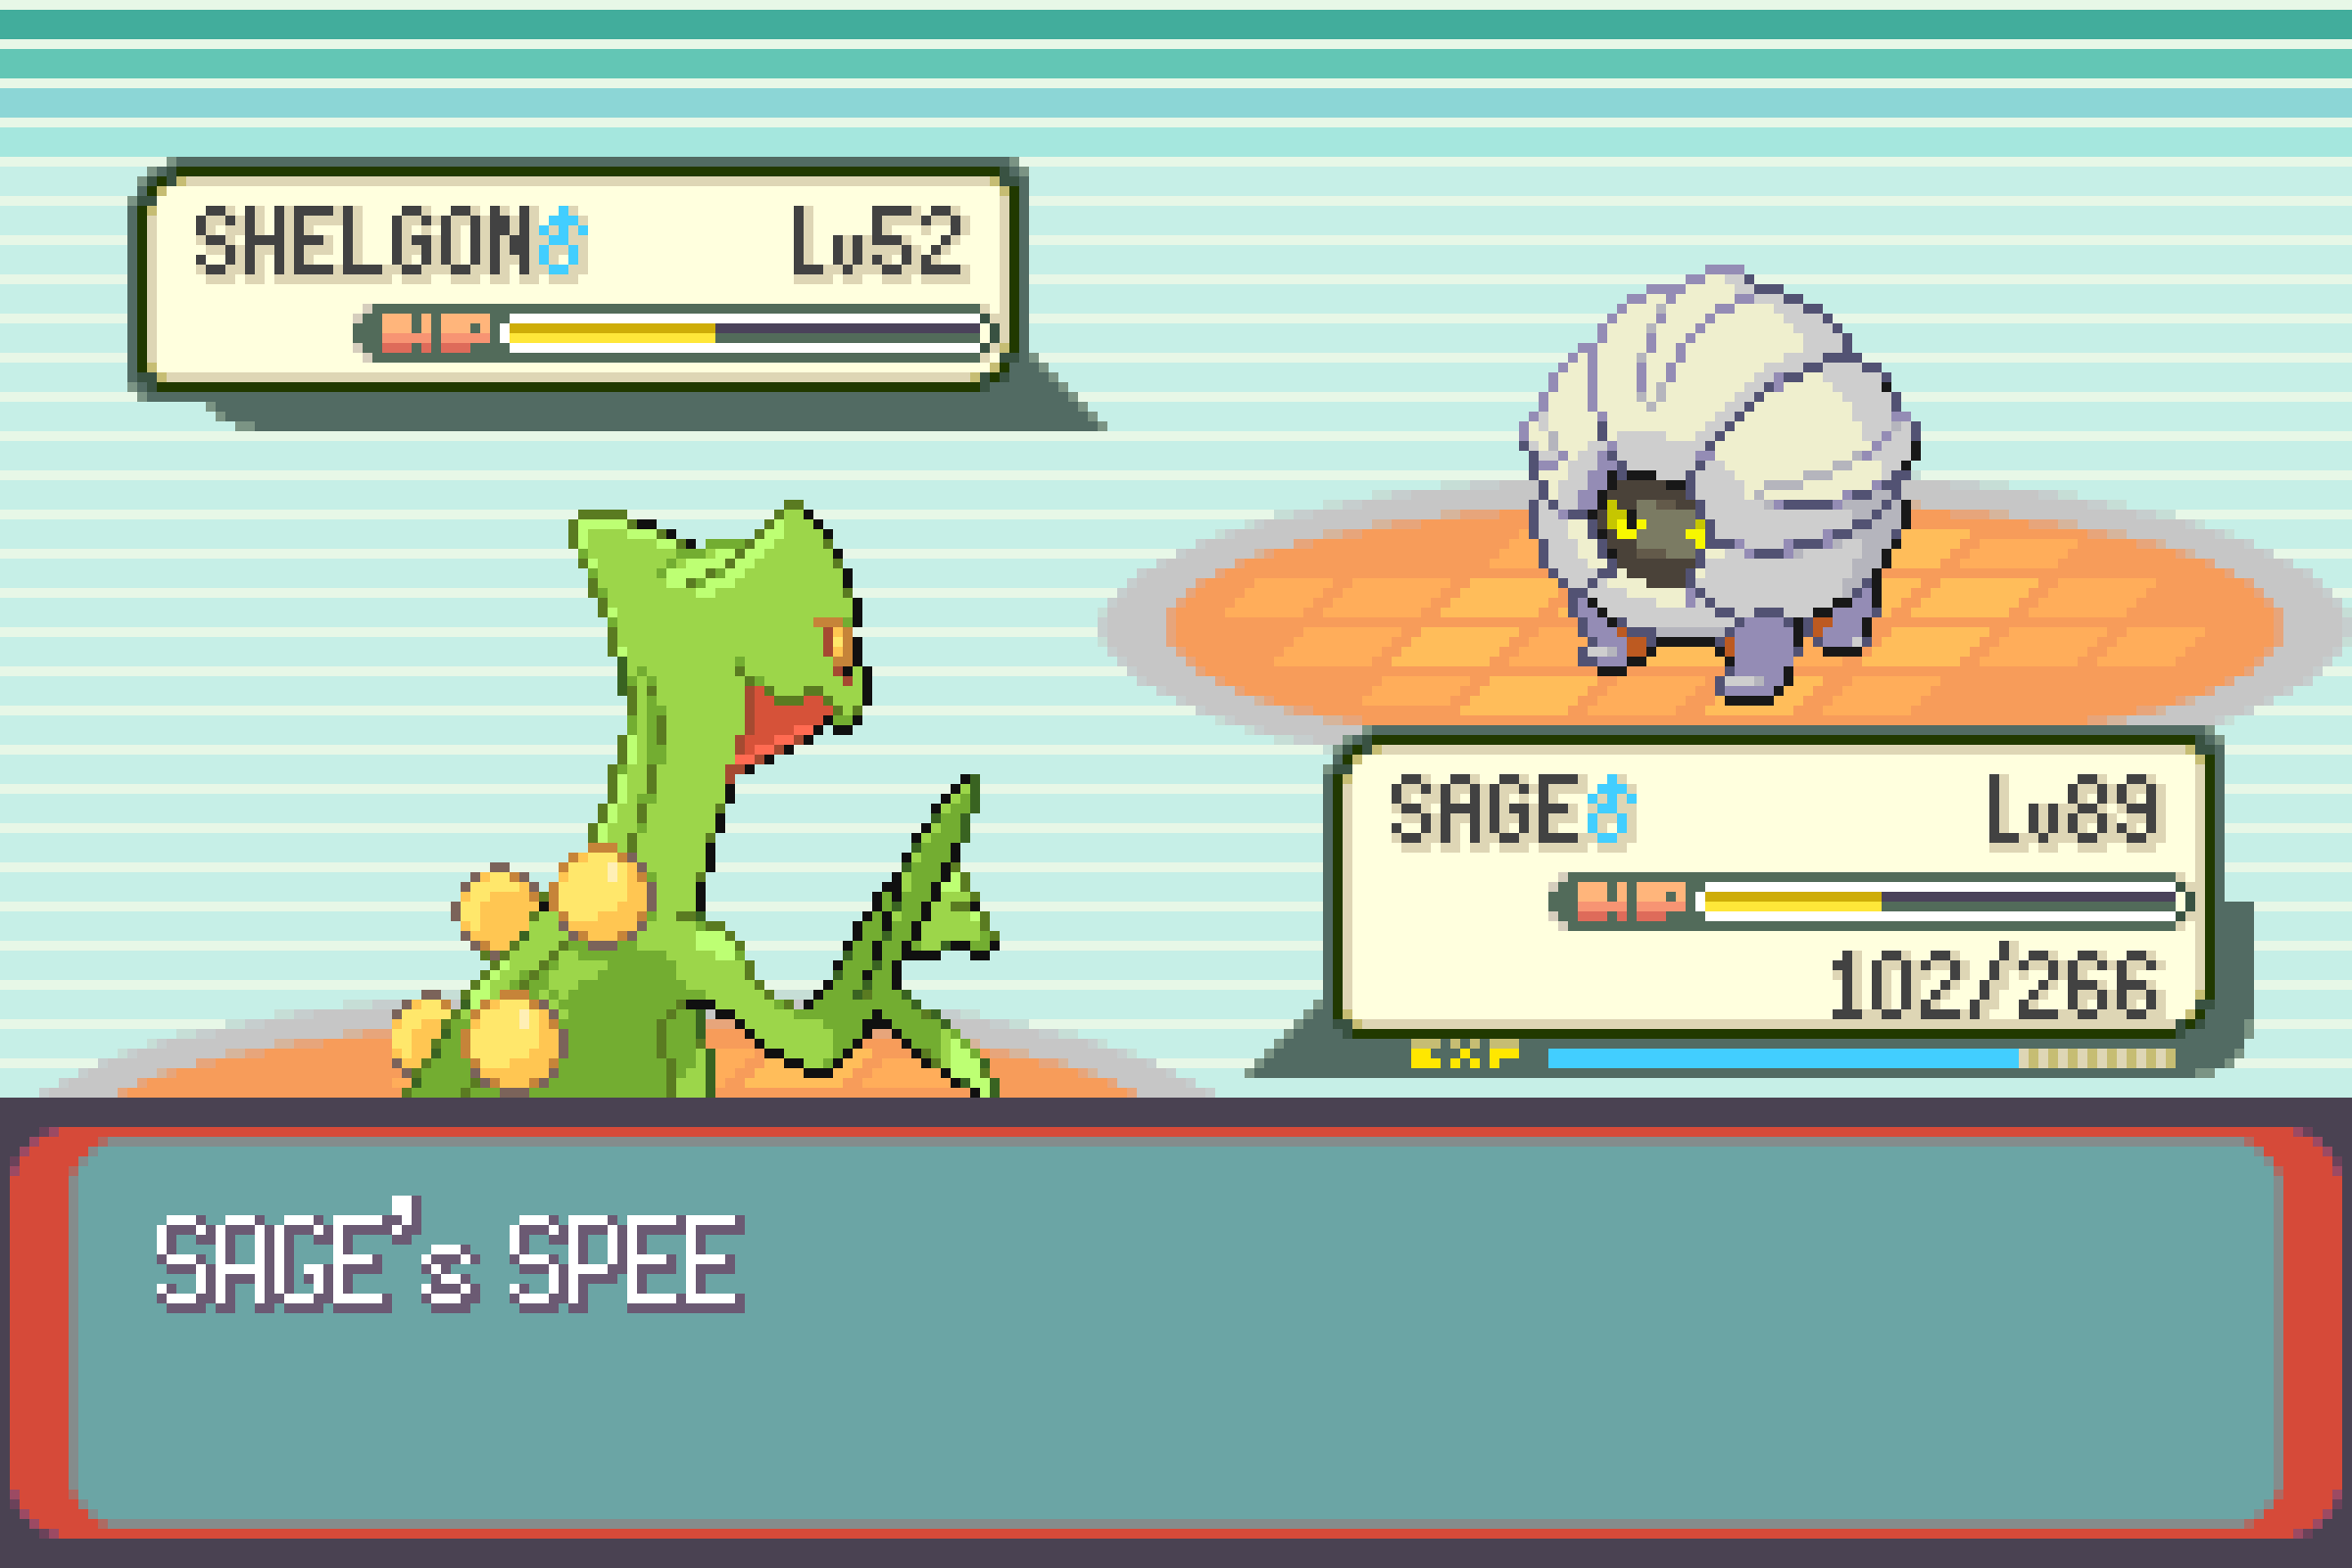 SHELGON♂ Lv52
HP
SAGE♂ Lv89
HP
102/266
EXP
SAGE's SPEE